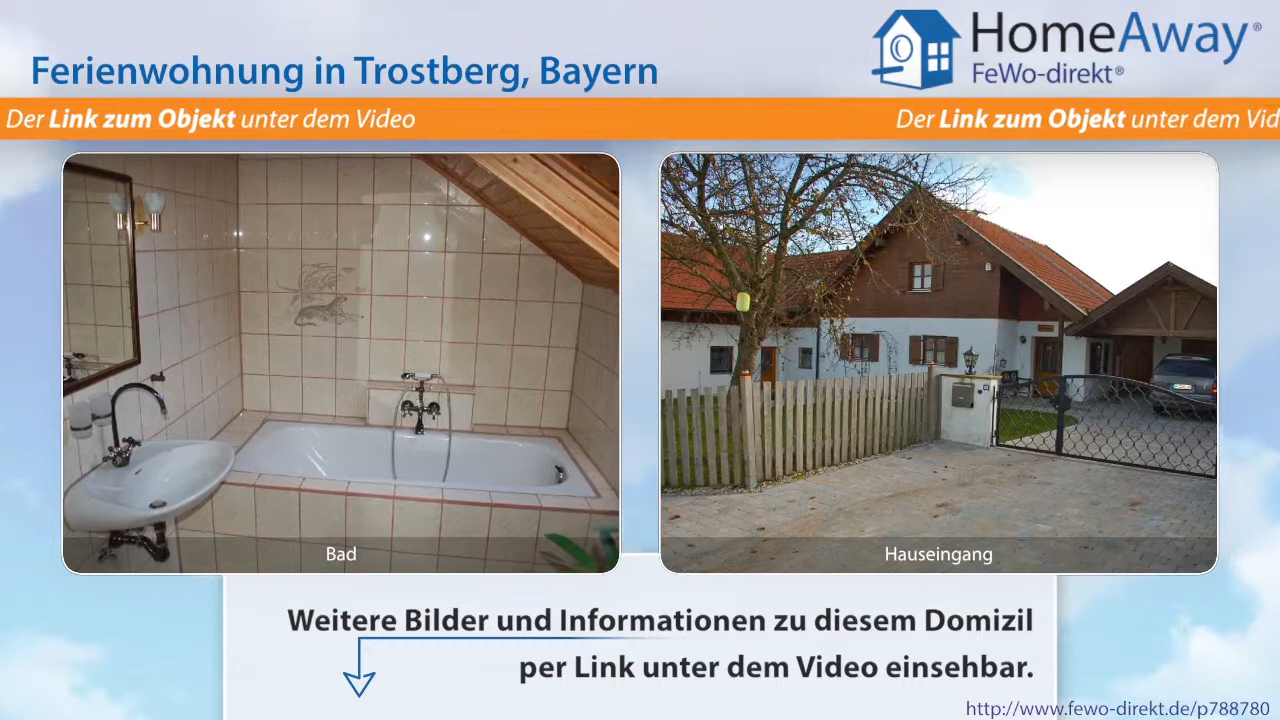 HomeAway®
FeWo-direkt®
Ferienwohnung in Trostberg, Bayern
Der Link zum Objekt unter dem Video
Der Link zum Objekt unter dem Vid
Bad
Hauseingang
Weitere Bilder und Informationen zu diesem Domizil
per Link unter dem Video einsehbar.
http://www.fewo-direkt.de/p788780